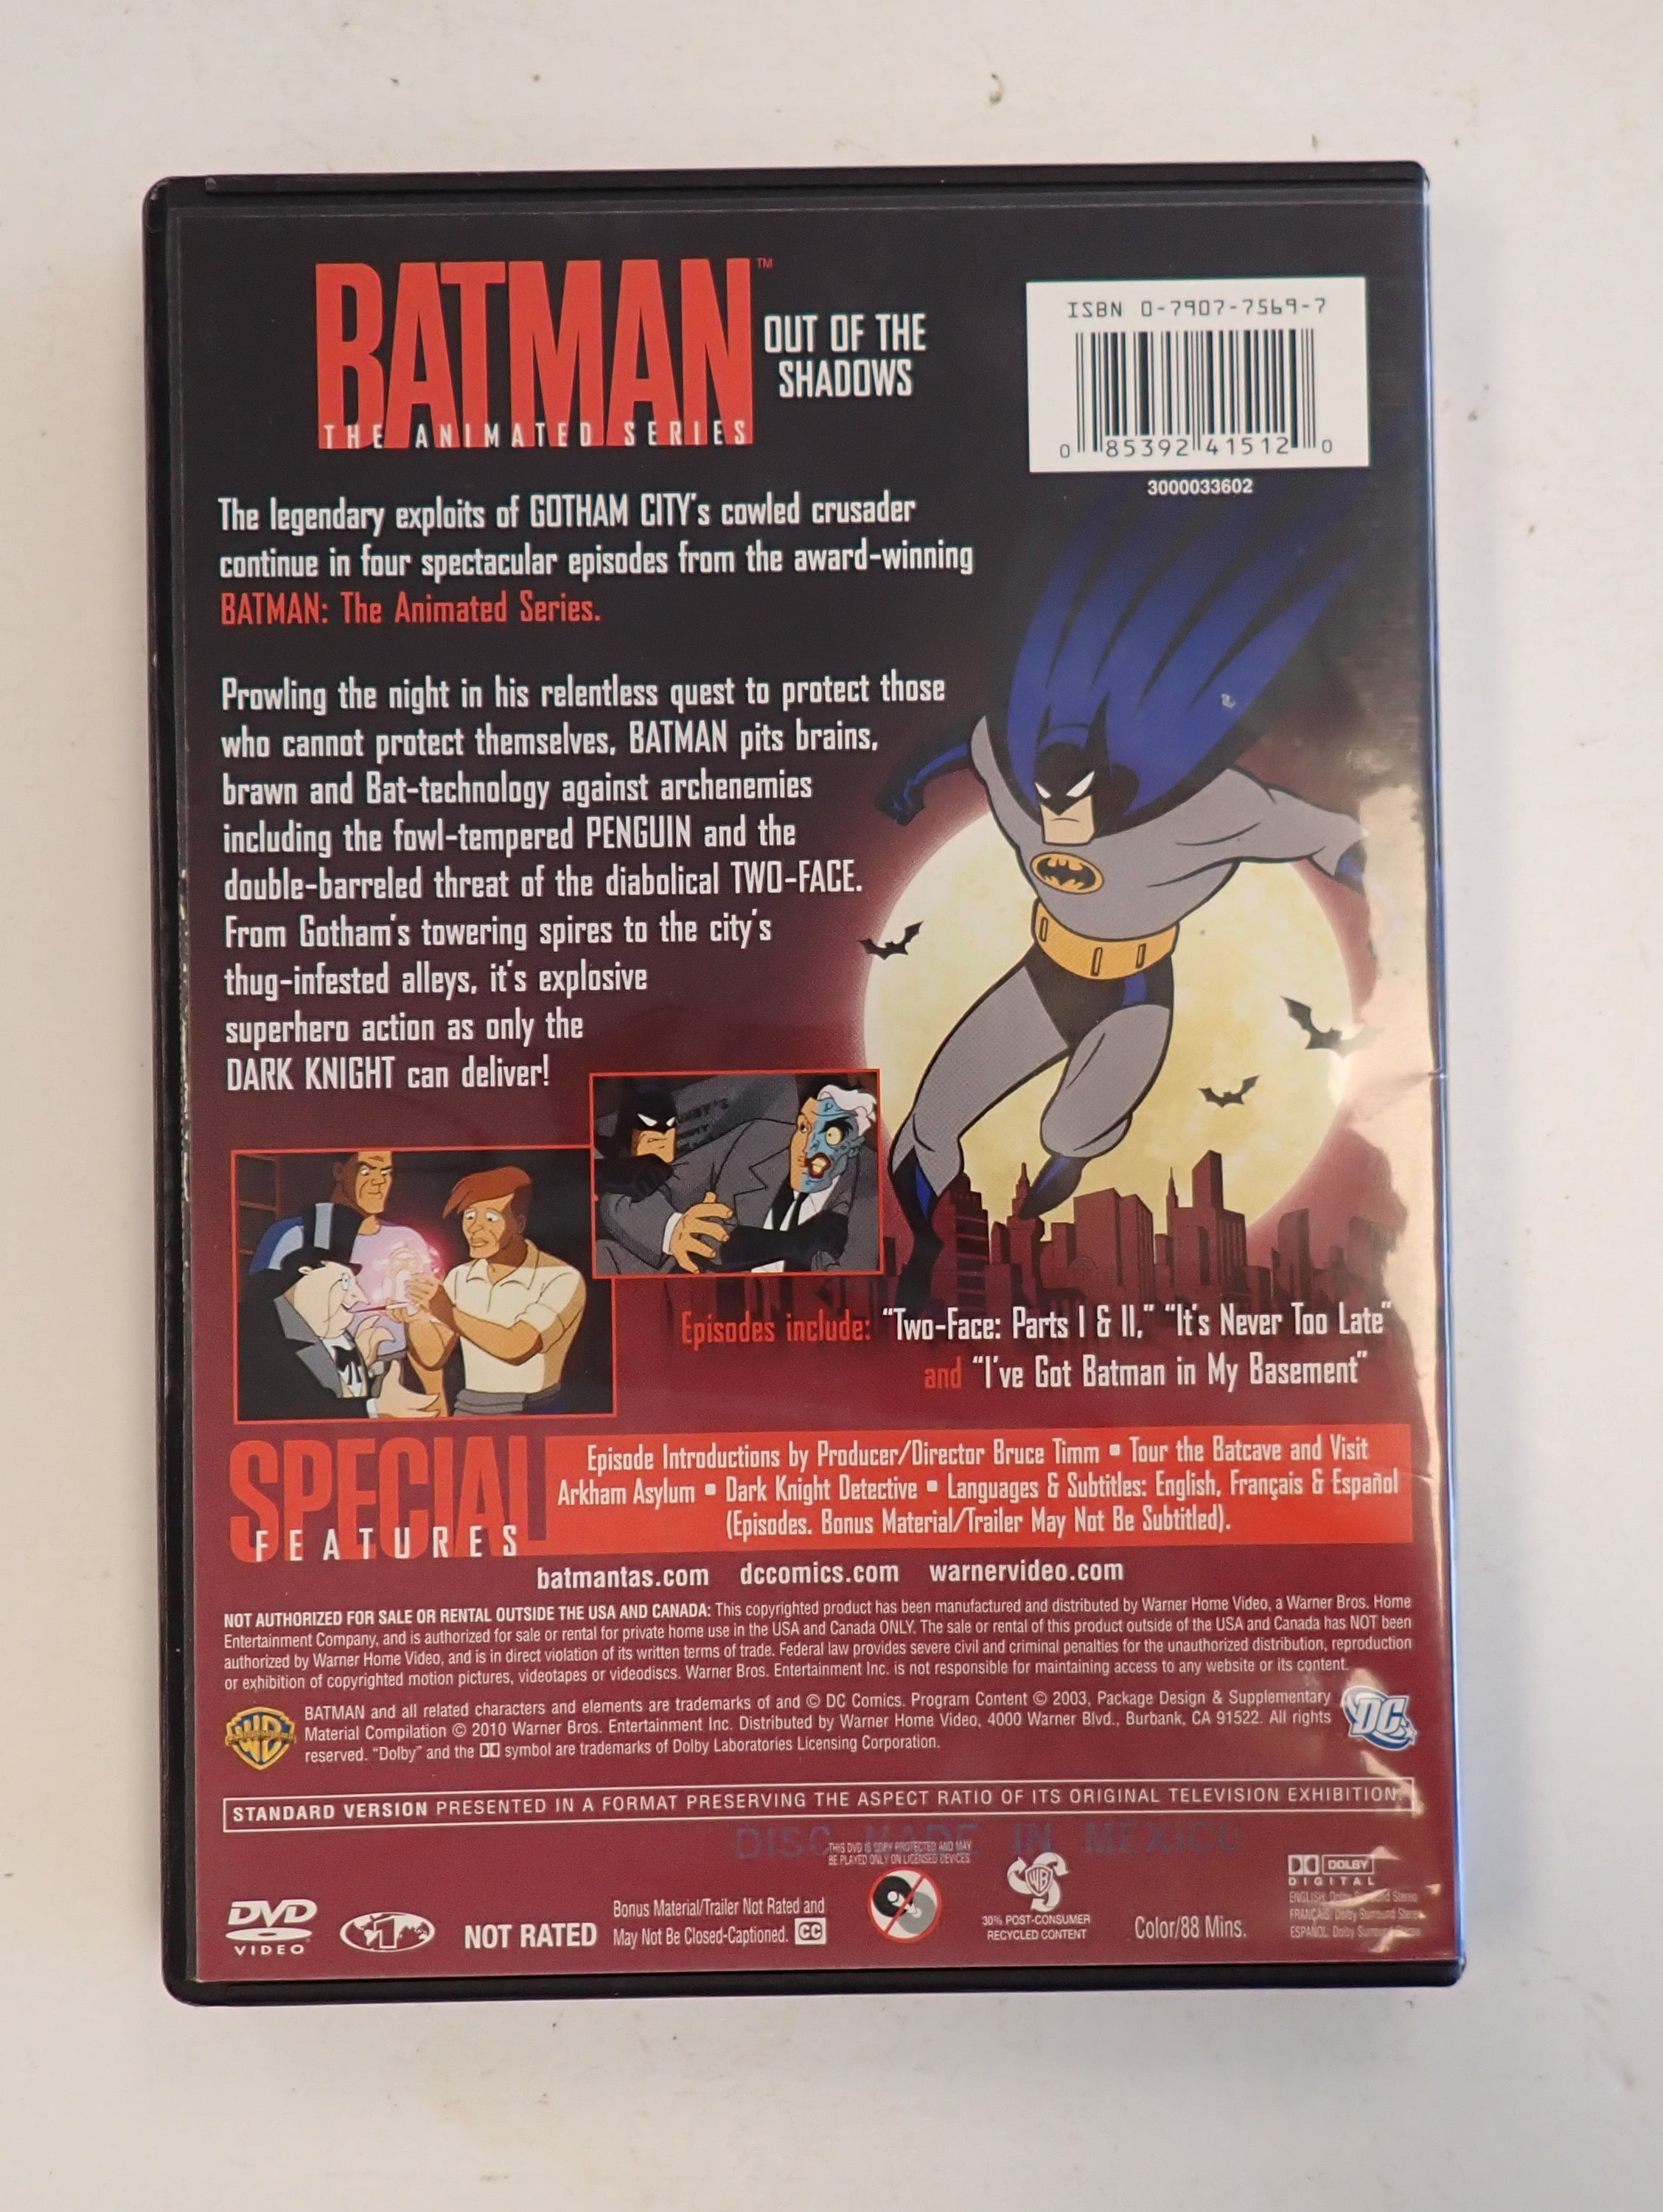 BATMAN™
THE ANIMATED SERIES
OUT OF THE
SHADOWS
ISBN 0-7907-7569-7
0 85392 41512 0
3000033602
The legendary exploits of GOTHAM CITY's cowled crusader
continue in four spectacular episodes from the award-winning
BATMAN: The Animated Series.
Prowling the night in his relentless quest to protect those
who cannot protect themselves, BATMAN pits brains,
brawn and Bat-technology against archenemies
including the fowl-tempered PENGUIN and the
double-barreled threat of the diabolical TWO-FACE.
From Gotham's towering spires to the city's
thug-infested alleys, it's explosive
superhero action as only the
DARK KNIGHT can deliver!
Episodes include: "Two-Face: Parts I & II," "It's Never Too Late"
and "I've Got Batman in My Basement"
SPECIAL
FEATURES
Episode Introductions by Producer/Director Bruce Timm • Tour the Batcave and Visit
Arkham Asylum • Dark Knight Detective • Languages & Subtitles: English, Français & Español
(Episodes. Bonus Material/Trailer May Not Be Subtitled).
batmantas.com dccomics.com warnervideo.com
NOT AUTHORIZED FOR SALE OR RENTAL OUTSIDE THE USA AND CANADA: This copyrighted product has been manufactured and distributed by Warner Home Video, a Warner Bros. Home
Entertainment Company, and is authorized for sale or rental for private home use in the USA and Canada ONLY. The sale or rental of this product outside of the USA and Canada has NOT been
authorized by Warner Home Video, and is in direct violation of its written terms of trade. Federal law provides severe civil and criminal penalties for the unauthorized distribution, reproduction
or exhibition of copyrighted motion pictures, videotapes or videodiscs. Warner Bros. Entertainment Inc. is not responsible for maintaining access to any website or its content.
WB
BATMAN and all related characters and elements are trademarks of and © DC Comics. Program Content © 2003, Package Design & Supplementary
Material Compilation © 2010 Warner Bros. Entertainment Inc. Distributed by Warner Home Video, 4000 Warner Blvd., Burbank, CA 91522. All rights
reserved. "Dolby" and the DD symbol are trademarks of Dolby Laboratories Licensing Corporation.
DC
STANDARD VERSION PRESENTED IN A FORMAT PRESERVING THE ASPECT RATIO OF ITS ORIGINAL TELEVISION EXHIBITION.
DISC MADE IN MEXICO
THIS DVD IS COPY PROTECTED AND MAY
BE PLAYED ONLY ON LICENSED DEVICES.
DVD
VIDEO
1
NOT RATED
Bonus Material/Trailer Not Rated and
May Not Be Closed-Captioned. CC
WB
30% POST-CONSUMER
RECYCLED CONTENT
Color/88 Mins.
DOLBY
DIGITAL
ENGLISH: Dolby Surround Stereo
FRANÇAIS: Dolby Surround Stereo
ESPAÑOL: Dolby Surround Stereo